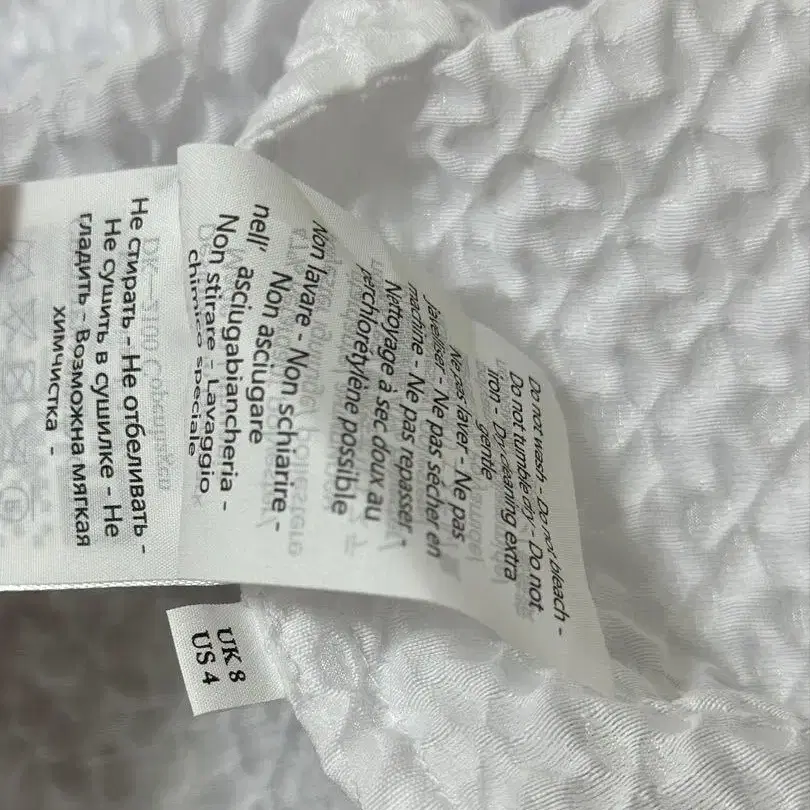 Do not wash - Do not bleach -
Do not tumble dry - Do not
iron - Dry cleaning extra
gentle
Ne pas laver - Ne pas
Javeliser - Ne pas sécher en
machine - Ne pas repasser -
Nettoyage à sec doux au
perchloretylène possible
Non lavare - Non schiarire -
Non asciugare
nell' asciugabiancheria -
Non stirare - Lavaggio
chimico speciale
Не стирать - Не отбеливать -
Не сушить в сушилке - Не
гладить - Возможна мягкая
химчистка -
UK 8
US 4